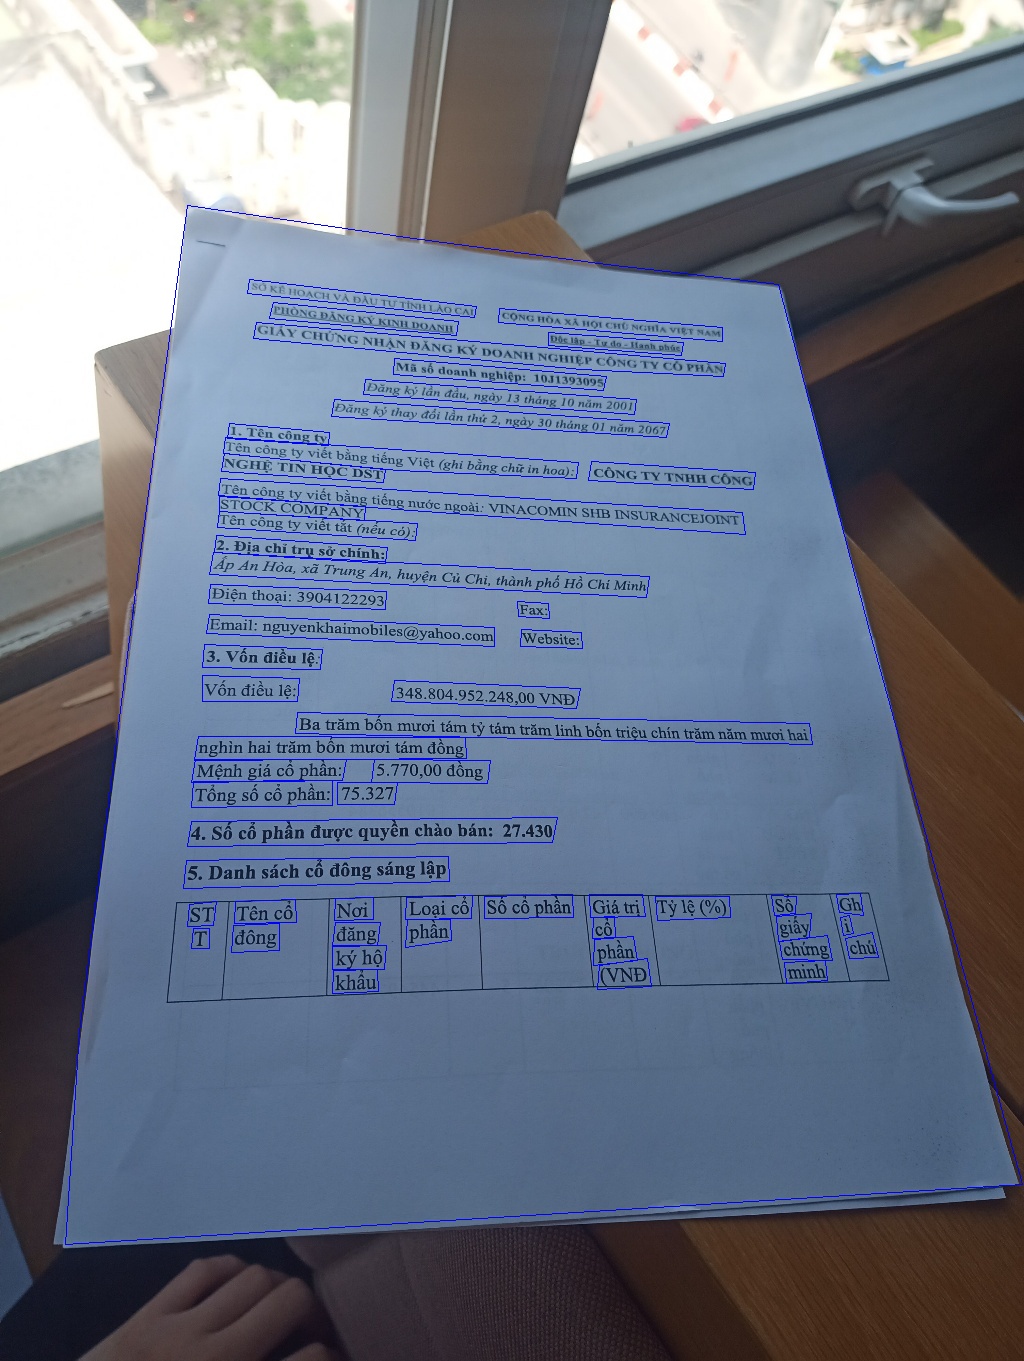 SỞ KẾ HOẠCH VÀ ĐẦU TƯ TỈNH LÀO CAI
CỘNG HÒA XÃ HỘI CHỦ NGHĨA VIỆT NAM
PHÒNG ĐĂNG KÝ KINH DOANH
Độc lập - Tự do - Hạnh phúc
GIẤY CHỨNG NHẬN ĐĂNG KÝ DOANH NGHIỆP CÔNG TY CỔ PHẦN
Mã số doanh nghiệp: 10J1393095
Đăng ký lần đầu, ngày 13 tháng 10 năm 2001
Đăng ký thay đổi lần thứ 2, ngày 30 tháng 01 năm 2067
1. Tên công ty
Tên công ty viết bằng tiếng Việt (ghi bằng chữ in hoa): CÔNG TY TNHH CÔNG
NGHỆ TIN HỌC DST
Tên công ty viết bằng tiếng nước ngoài: VINACOMIN SHB INSURANCEJOINT
STOCK COMPANY
Tên công ty viết tắt (nếu có):
2. Địa chỉ trụ sở chính:
Ấp An Hòa, xã Trung An, huyện Củ Chi, thành phố Hồ Chí Minh
Điện thoại: 3904122293 Fax:
Email: nguyenkhaimobiles@yahoo.com Website:
3. Vốn điều lệ:
Vốn điều lệ: 348.804.952.248,00 VNĐ
Ba trăm bốn mươi tám tỷ tám trăm linh bốn triệu chín trăm năm mươi hai
nghìn hai trăm bốn mươi tám đồng
Mệnh giá cổ phần: 5.770,00 đồng
Tổng số cổ phần: 75.327
4. Số cổ phần được quyền chào bán: 27.430
5. Danh sách cổ đông sáng lập
ST Tên cổ Nơi Loại cổ Số cổ phần Giá trị Tỷ lệ (%) Số Gh
T đông đăng phần cổ giấy i
ký hộ phần chứng chú
khẩu (VNĐ minh